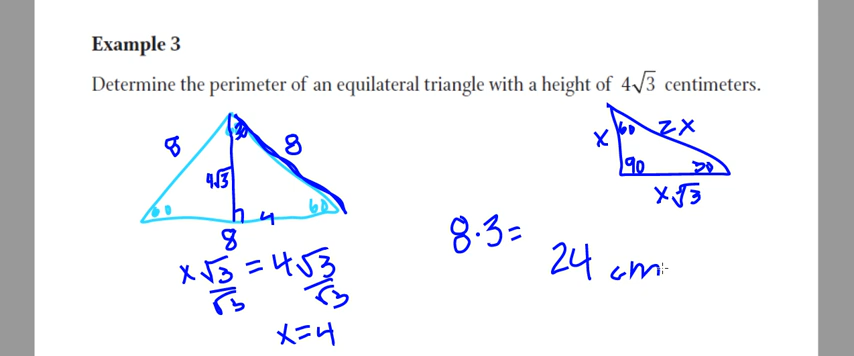 Example 3
Determine the perimeter of an equilateral triangle with a height of 4√3 centimeters.
8
30
8
4√3
60
4
60
8
x
60
2x
90
30
x√3
8·3=
24 cm
x√3 = 4√3
√3 √3
x=4